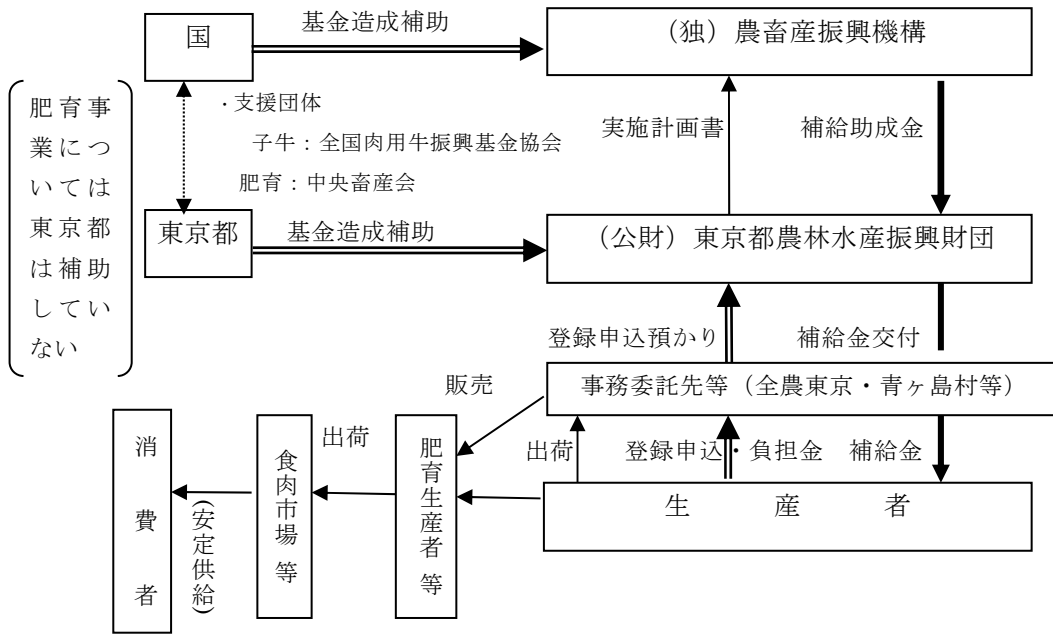 国
基金造成補助
（独）農畜産振興機構
肥育事
業につ
いては
東京都
は補助
してい
ない
・支援団体
子牛：全国肉用牛振興基金協会
肥育：中央畜産会
実施計画書
補給助成金
東京都
基金造成補助
（公財）東京都農林水産振興財団
登録申込預かり
補給金交付
販売
事務委託先等（全農東京・青ヶ島村等）
出荷
登録申込・負担金
補給金
生産者
肥育生産者 等
出荷
食肉市場 等
(安定供給)
消費者